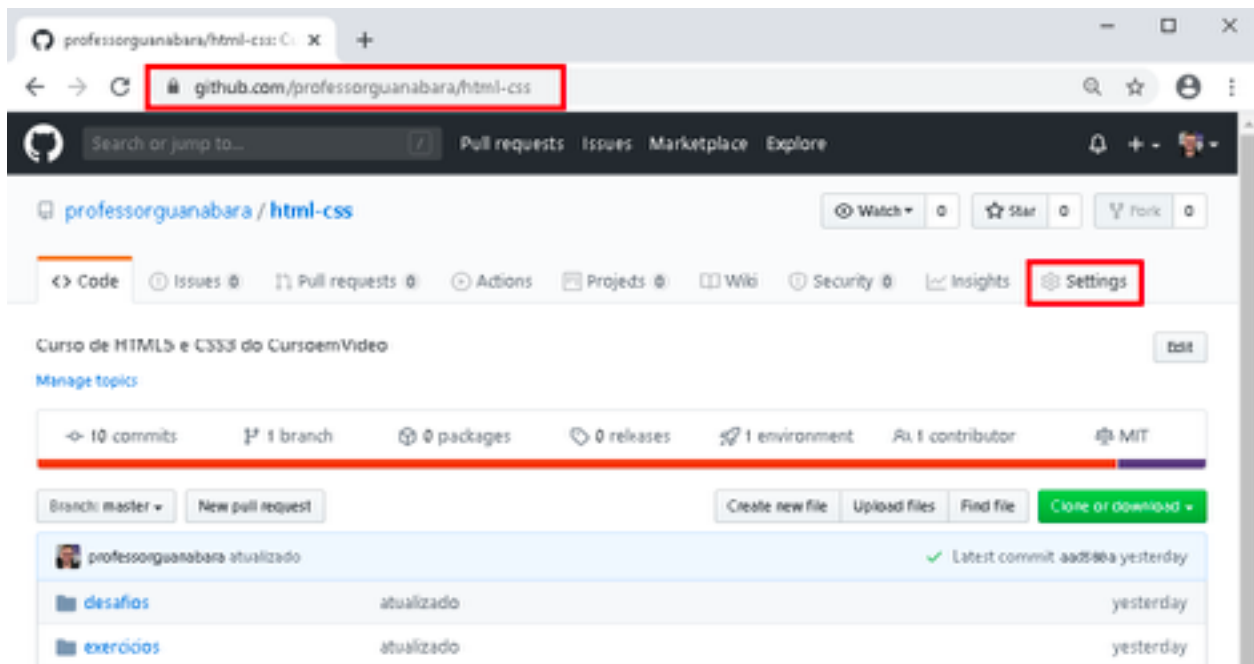 professorguanabara/html-css: C
github.com/professorguanabara/html-css
Search or jump to... / Pull requests Issues Marketplace Explore
professorguanabara / html-css Watch 0 Star 0 Fork 0
<> Code Issues 0 Pull requests 0 Actions Projects 0 Wiki Security 0 Insights Settings
Curso de HTML5 e CSS3 do CursoemVideo Edit
Manage topics
10 commits 1 branch 0 packages 0 releases 1 environment 1 contributor MIT
Branch: master New pull request Create new file Upload files Find file Clone or download
professorguanabara atualizado Latest commit yesterday
desafios atualizado yesterday
exercicios atualizado yesterday